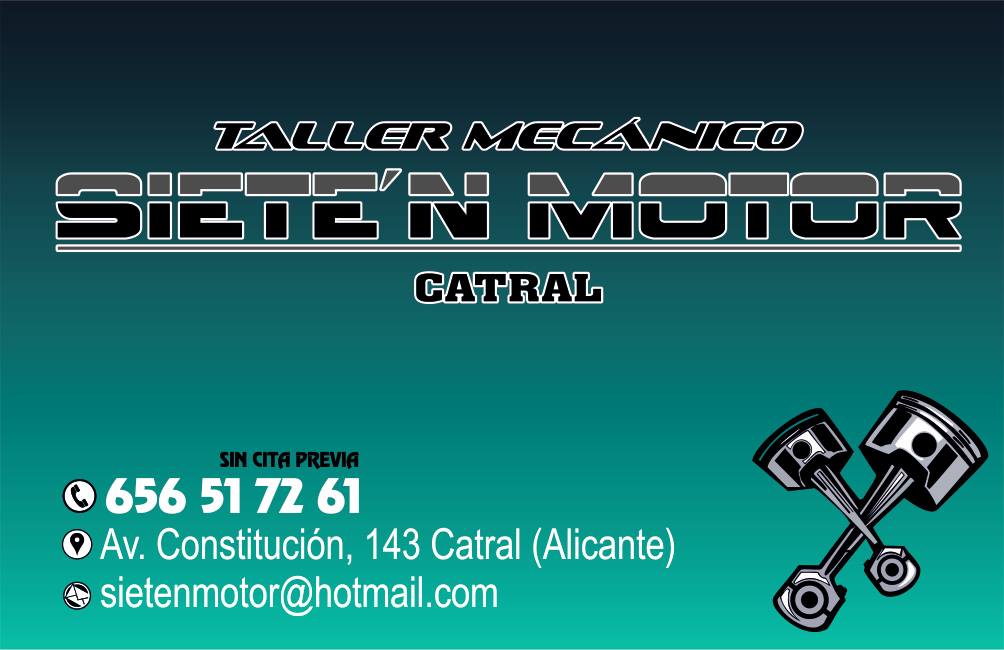 TALLER MECÁNICO
SIETE´N MOTOR
CATRAL
SIN CITA PREVIA
656 51 72 61
Av. Constitución, 143 Catral (Alicante)
sietenmotor@hotmail.com